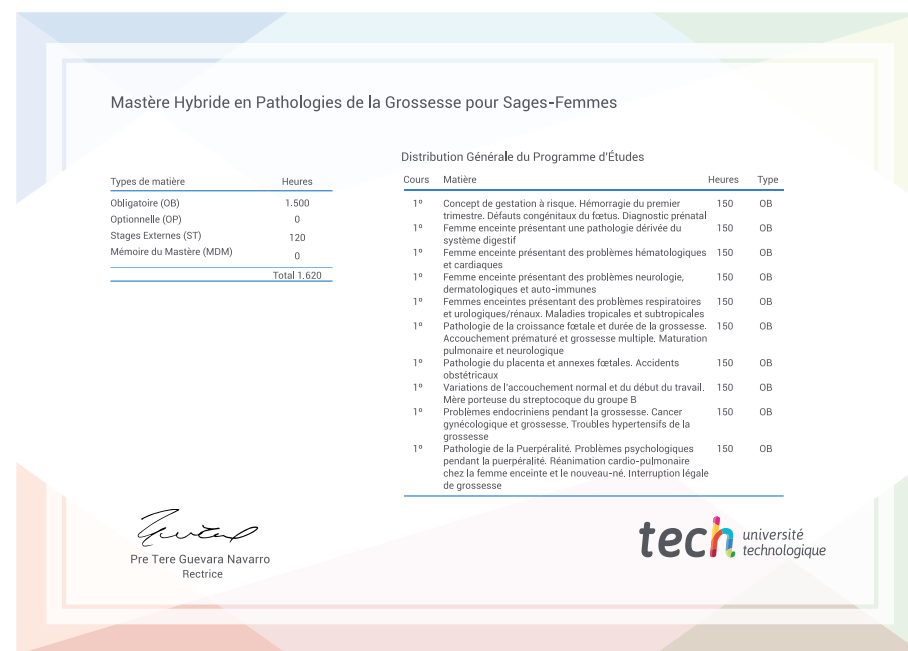 Mastère Hybride en Pathologies de la Grossesse pour Sages-Femmes
Types de matière Heures
Obligatoire (OB) 1.500
Optionnelle (OP) 0
Stages Externes (ST) 120
Mémoire du Mastère (MDM) 0
Total 1.620
Distribution Générale du Programme d'Études
Cours Matière Heures Type
1º Concept de gestation à risque. Hémorragie du premier 150 OB
trimestre. Défauts congénitaux du fœtus. Diagnostic prénatal
1º Femme enceinte présentant une pathologie dérivée du 150 OB
système digestif
1º Femme enceinte présentant des problèmes hématologiques 150 OB
et cardiaques
1º Femme enceinte présentant des problèmes neurologie, 150 OB
dermatologiques et auto-immunes
1º Femmes enceintes présentant des problèmes respiratoires 150 OB
et urologiques/rénaux. Maladies tropicales et subtropicales
1º Pathologie de la croissance fœtale et durée de la grossesse. 150 OB
Accouchement prématuré et grossesse multiple. Maturation
pulmonaire et neurologique
1º Pathologie du placenta et annexes fœtales. Accidents 150 OB
obstétricaux
1º Variations de l'accouchement normal et du début du travail. 150 OB
Mère porteuse du streptocoque du groupe B
1º Problèmes endocriniens pendant la grossesse. Cancer 150 OB
gynécologique et grossesse. Troubles hypertensifs de la
grossesse
1º Pathologie de la Puerpéralité. Problèmes psychologiques 150 OB
pendant la puerpéralité. Réanimation cardio-pulmonaire
chez la femme enceinte et le nouveau-né. Interruption légale
de grossesse
Pre Tere Guevara Navarro
Rectrice
tech université
technologique